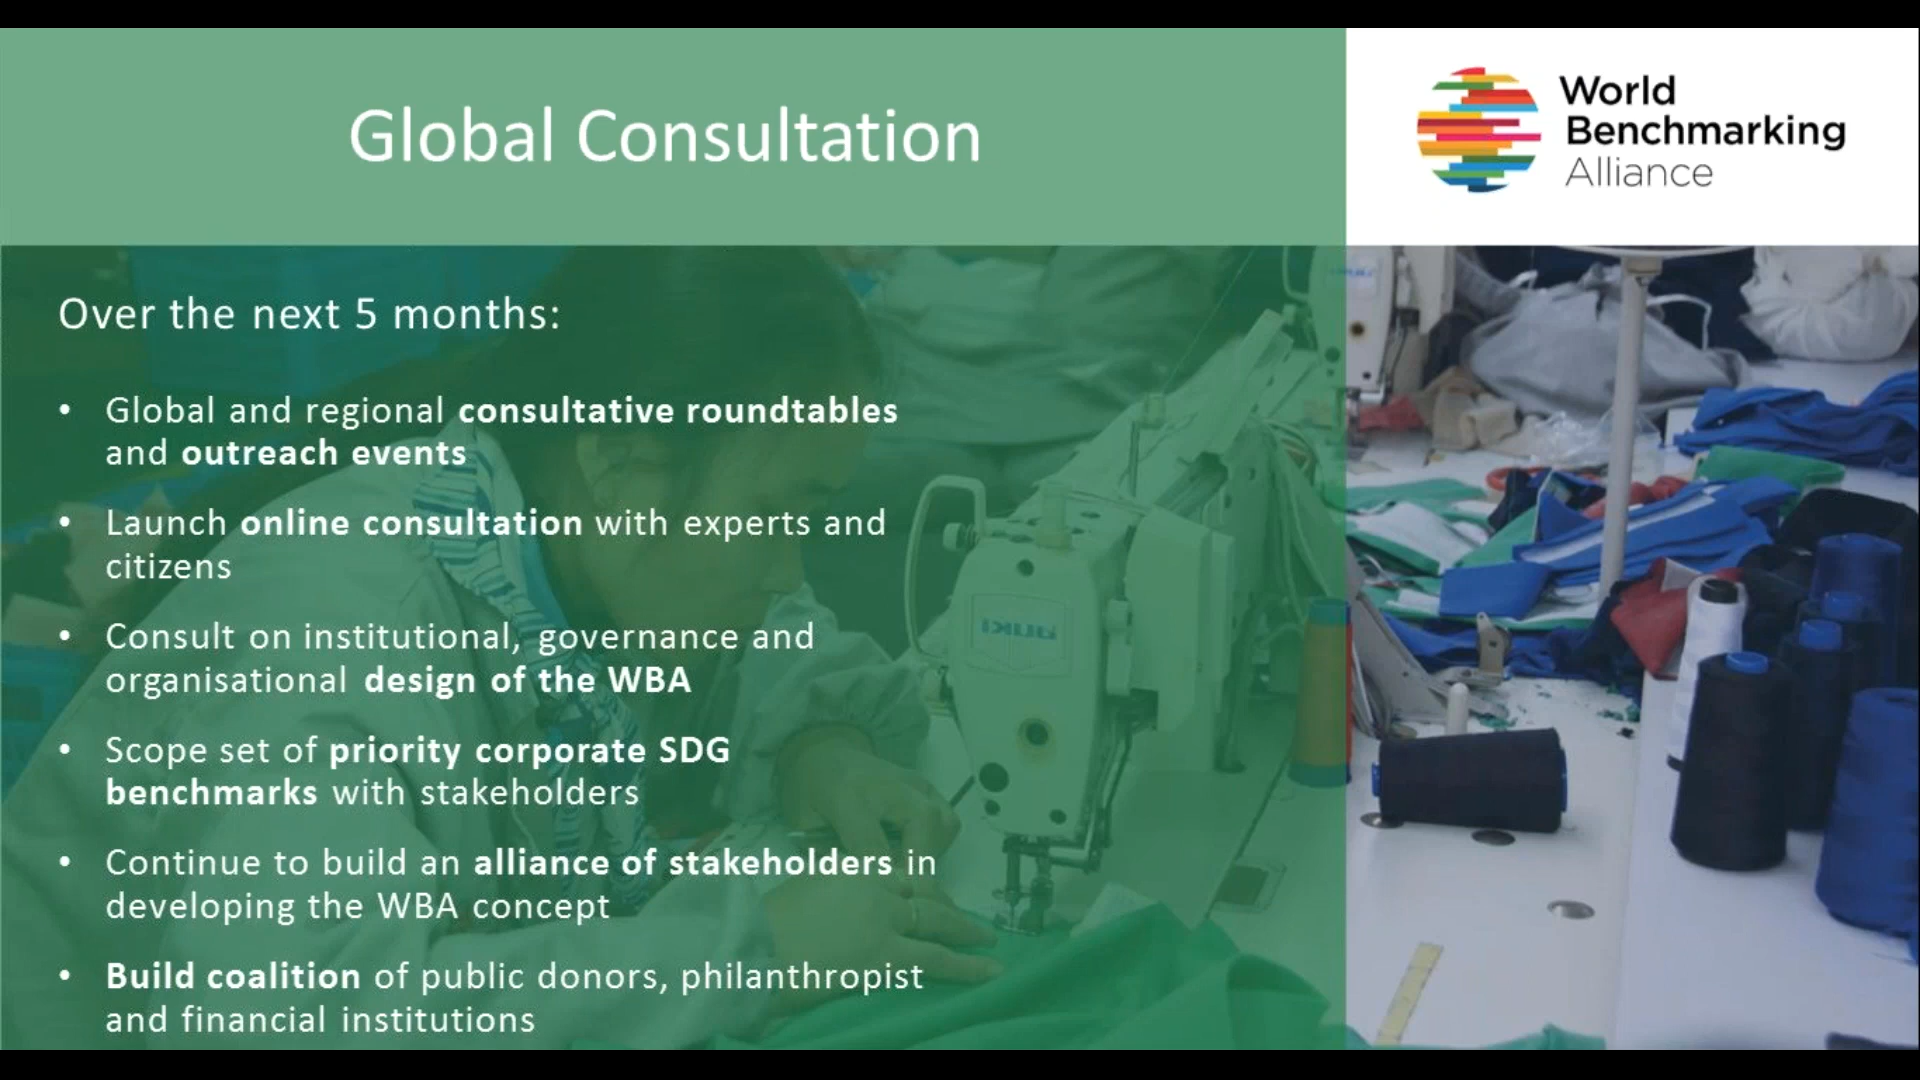 Global Consultation
World
Benchmarking
Alliance
Over the next 5 months:
• Global and regional consultative roundtables
and outreach events
• Launch online consultation with experts and
citizens
• Consult on institutional, governance and
organisational design of the WBA
• Scope set of priority corporate SDG
benchmarks with stakeholders
• Continue to build an alliance of stakeholders in
developing the WBA concept
• Build coalition of public donors, philanthropist
and financial institutions